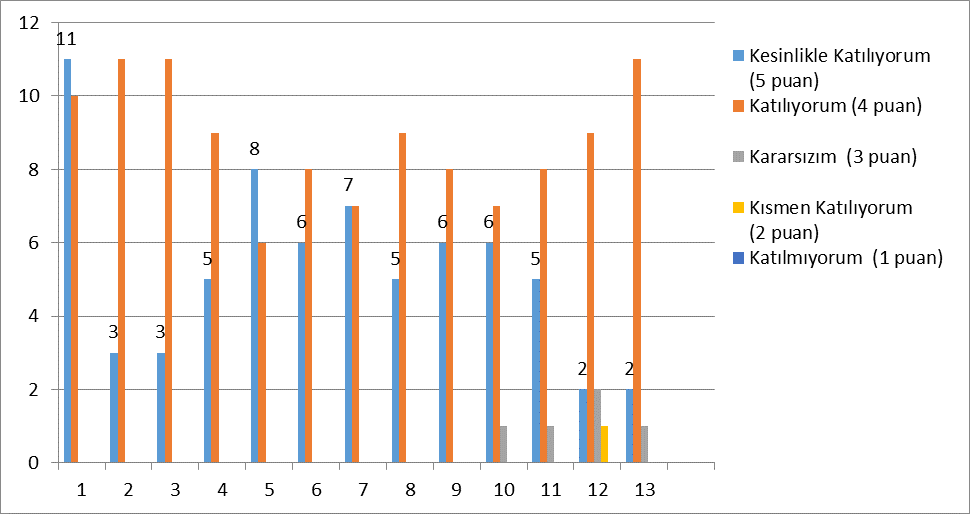 12
10
8
6
4
2
0
11
3
3
5
8
6
7
5
6
6
5
2
2
1 2 3 4 5 6 7 8 9 10 11 12 13
Kesinlikle Katılıyorum
(5 puan)
Katılıyorum (4 puan)
Kararsızım (3 puan)
Kısmen Katılıyorum
(2 puan)
Katılmıyorum (1 puan)